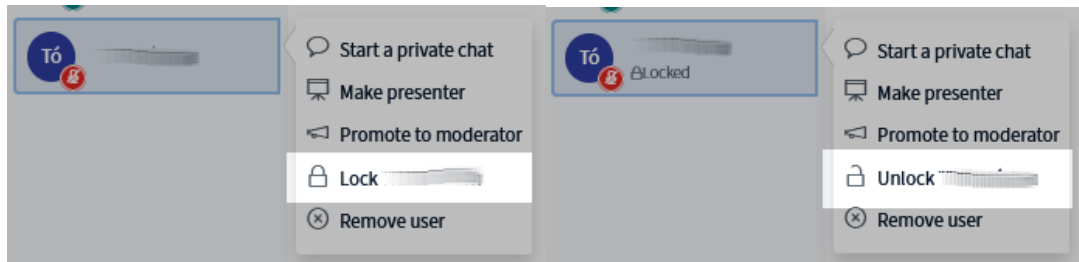 Tó
Start a private chat
Make presenter
Promote to moderator
Lock
Remove user
Tó
Locked
Start a private chat
Make presenter
Promote to moderator
Unlock
Remove user